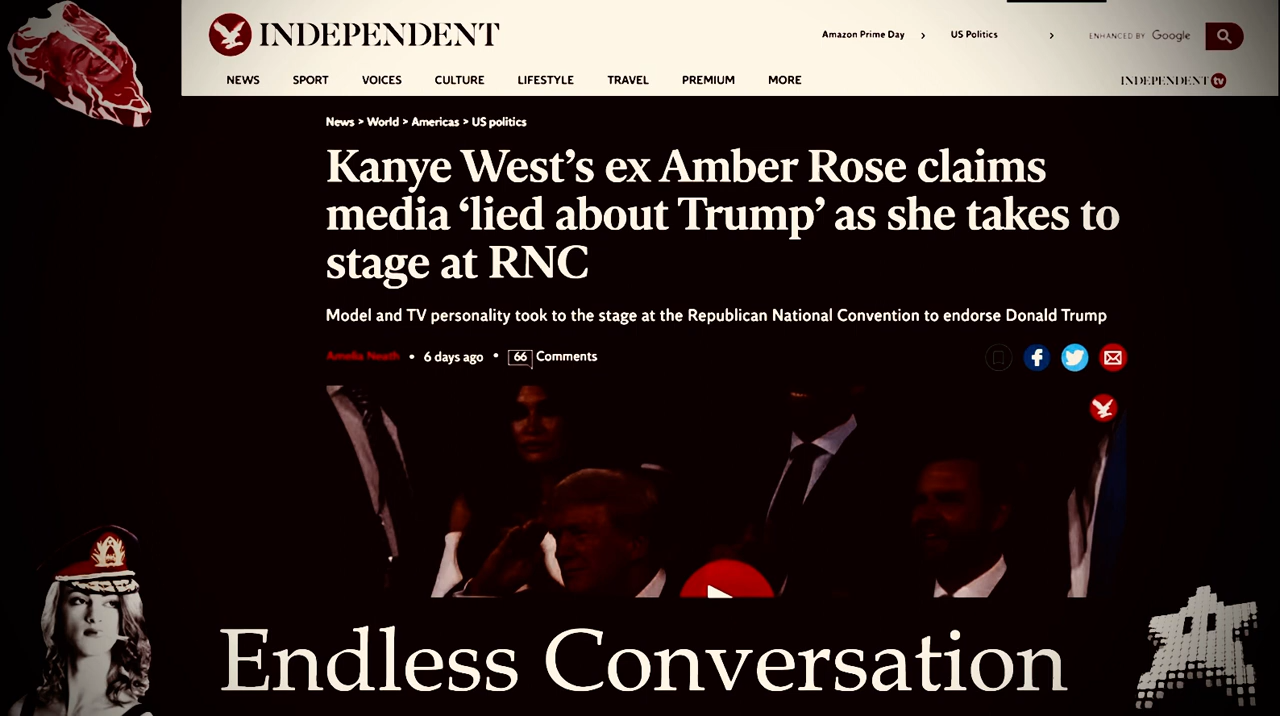 INDEPENDENT
Amazon Prime Day > US Politics > ENHANCED BY Google
NEWS SPORT VOICES CULTURE LIFESTYLE TRAVEL PREMIUM MORE INDEPENDENT tv
News > World > Americas > US politics
Kanye West’s ex Amber Rose claims
media ‘lied about Trump’ as she takes to
stage at RNC
Model and TV personality took to the stage at the Republican National Convention to endorse Donald Trump
Amelia Neath • 6 days ago • 66 Comments
Endless Conversation